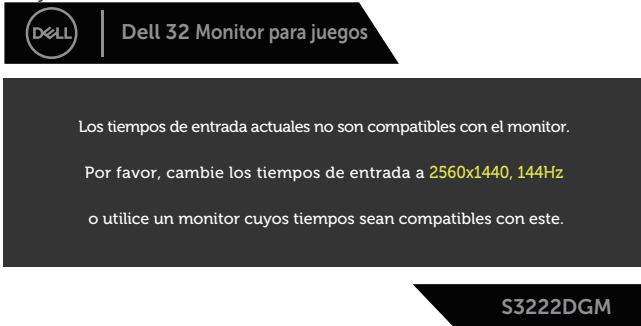 DELL
Dell 32 Monitor para juegos
Los tiempos de entrada actuales no son compatibles con el monitor.
Por favor, cambie los tiempos de entrada a 2560x1440, 144Hz
o utilice un monitor cuyos tiempos sean compatibles con este.
S3222DGM